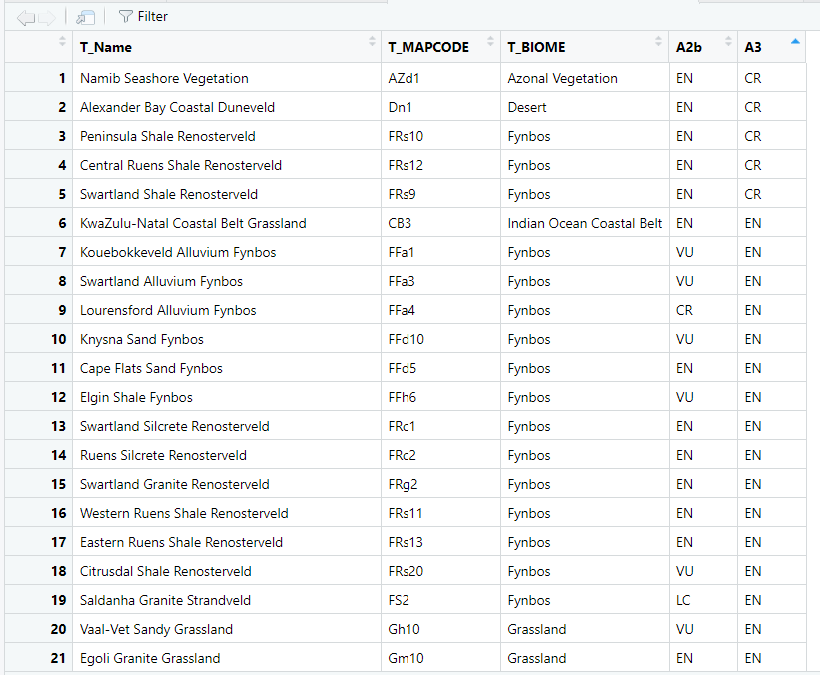 Filter
T_Name T_MAPCODE T_BIOME A2b A3
1 Namib Seashore Vegetation AZd1 Azonal Vegetation EN CR
2 Alexander Bay Coastal Duneveld Dn1 Desert EN CR
3 Peninsula Shale Renosterveld FRs10 Fynbos EN CR
4 Central Ruens Shale Renosterveld FRs12 Fynbos EN CR
5 Swartland Shale Renosterveld FRs9 Fynbos EN CR
6 KwaZulu-Natal Coastal Belt Grassland CB3 Indian Ocean Coastal Belt EN EN
7 Kouebokkeveld Alluvium Fynbos FFa1 Fynbos VU EN
8 Swartland Alluvium Fynbos FFa3 Fynbos VU EN
9 Lourensford Alluvium Fynbos FFa4 Fynbos CR EN
10 Knysna Sand Fynbos FFd10 Fynbos VU EN
11 Cape Flats Sand Fynbos FFd5 Fynbos EN EN
12 Elgin Shale Fynbos FFh6 Fynbos VU EN
13 Swartland Silcrete Renosterveld FRc1 Fynbos EN EN
14 Ruens Silcrete Renosterveld FRc2 Fynbos EN EN
15 Swartland Granite Renosterveld FRg2 Fynbos EN EN
16 Western Ruens Shale Renosterveld FRs11 Fynbos EN EN
17 Eastern Ruens Shale Renosterveld FRs13 Fynbos EN EN
18 Citrusdal Shale Renosterveld FRs20 Fynbos VU EN
19 Saldanha Granite Strandveld FS2 Fynbos LC EN
20 Vaal-Vet Sandy Grassland Gh10 Grassland VU EN
21 Egoli Granite Grassland Gm10 Grassland EN EN